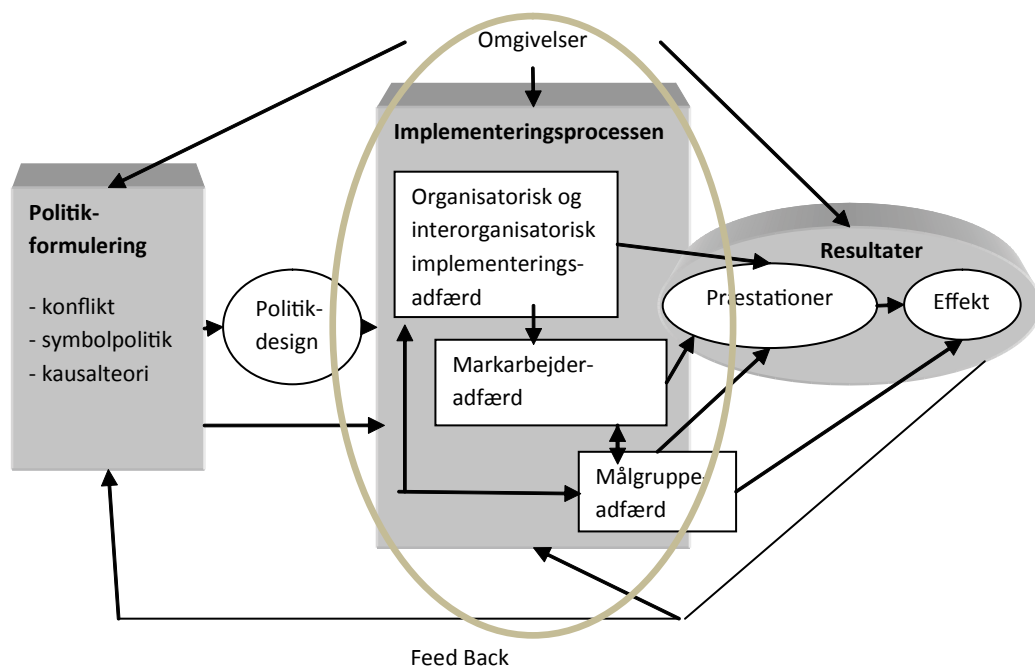 Omgivelser
Implementeringsprocessen
Politik-
formulering
- konflikt
- symbolpolitik
- kausalteori
Politik-
design
Organisatorisk og
interorganisatorisk
implementerings-
adfærd
Markarbejder-
adfærd
Målgruppe-
adfærd
Resultater
Præstationer
Effekt
Feed Back